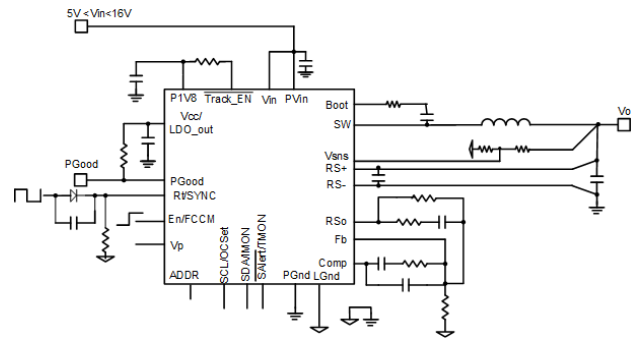 5V <Vin<16V
P1V8
Track_EN
Vin
PVin
Boot
Vcc/
LDO_out
SW
Vo
Vsns
PGood
RS+
PGood
RS-
Rt/SYNC
En/FCCM
RSo
Fb
Vp
SCL/OCSet
SDA/IMON
SAlert/TMON
Comp
ADDR
PGnd
LGnd